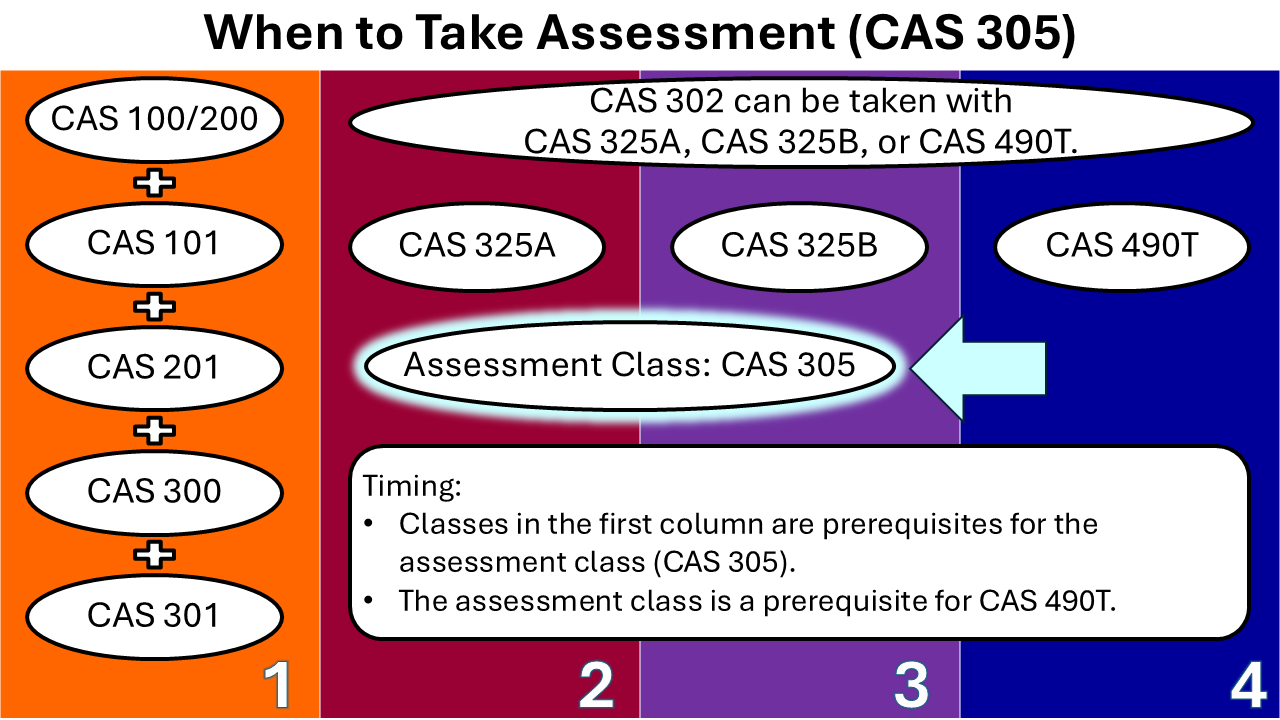 When to Take Assessment (CAS 305)
CAS 100/200
CAS 101
CAS 201
CAS 300
CAS 301
1
CAS 302 can be taken with
CAS 325A, CAS 325B, or CAS 490T.
CAS 325A
CAS 325B
CAS 490T
Assessment Class: CAS 305
Timing:
• Classes in the first column are prerequisites for the
assessment class (CAS 305).
• The assessment class is a prerequisite for CAS 490T.
2
3
4